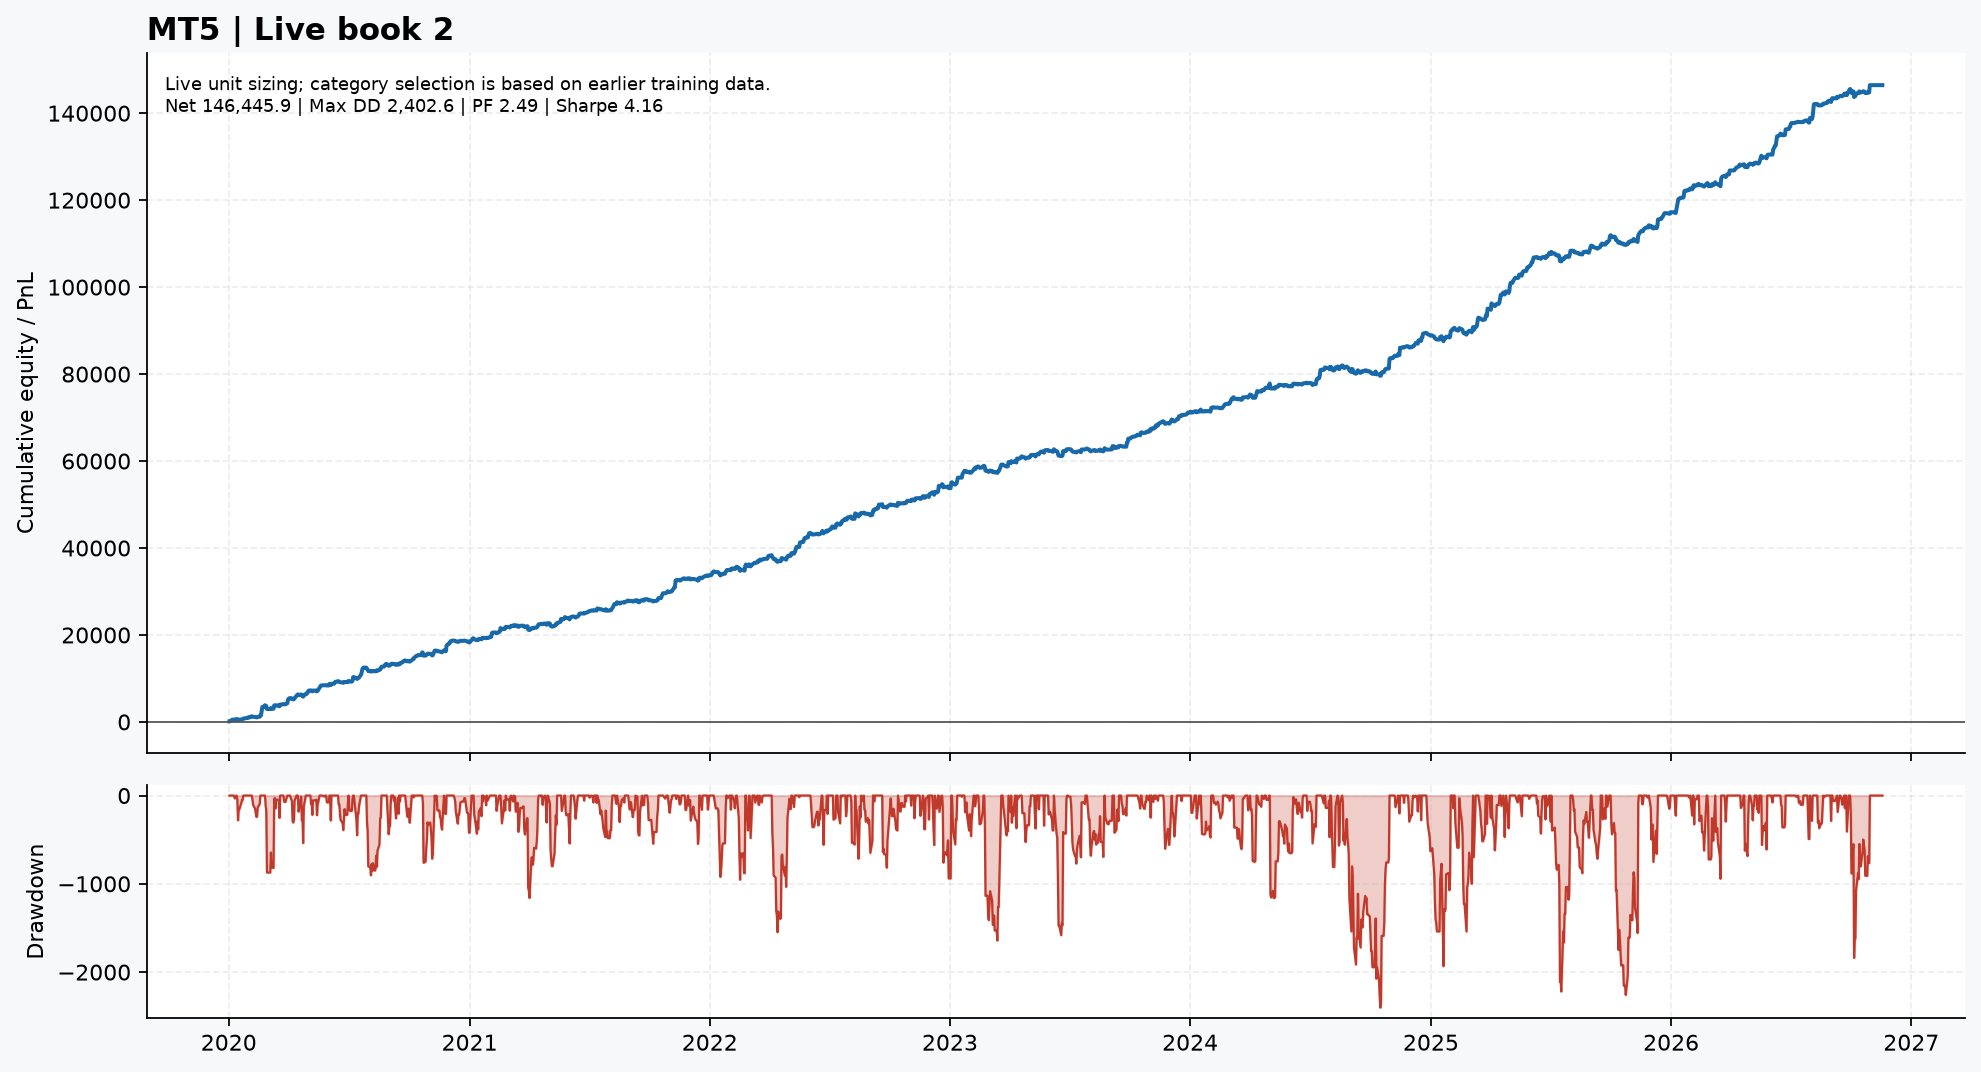 MT5 | Live book 2
Live unit sizing; category selection is based on earlier training data.
Net 146,445.9 | Max DD 2,402.6 | PF 2.49 | Sharpe 4.16
Cumulative equity / PnL
140000
120000
100000
80000
60000
40000
20000
0
Drawdown
0
−1000
−2000
2020 2021 2022 2023 2024 2025 2026 2027